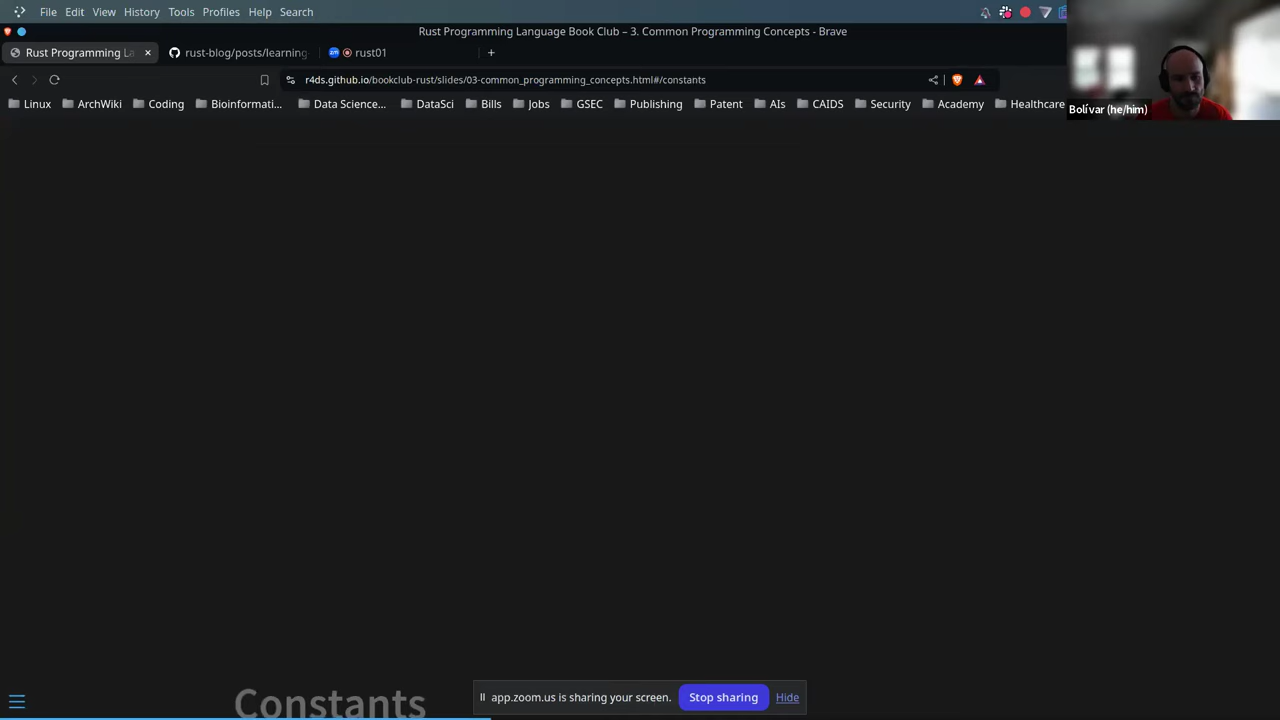 File Edit View History Tools Profiles Help Search
Rust Programming Language Book Club – 3. Common Programming Concepts - Brave
Rust Programming La
rust-blog/posts/learning
zm rust01
r4ds.github.io/bookclub-rust/slides/03-common_programming_concepts.html#/constants
Linux ArchWiki Coding Bioinformati... Data Science... DataSci Bills Jobs GSEC Publishing Patent AIs CAIDS Security Academy Healthcare
Bolívar (he/him)
Constants
app.zoom.us is sharing your screen. Stop sharing Hide